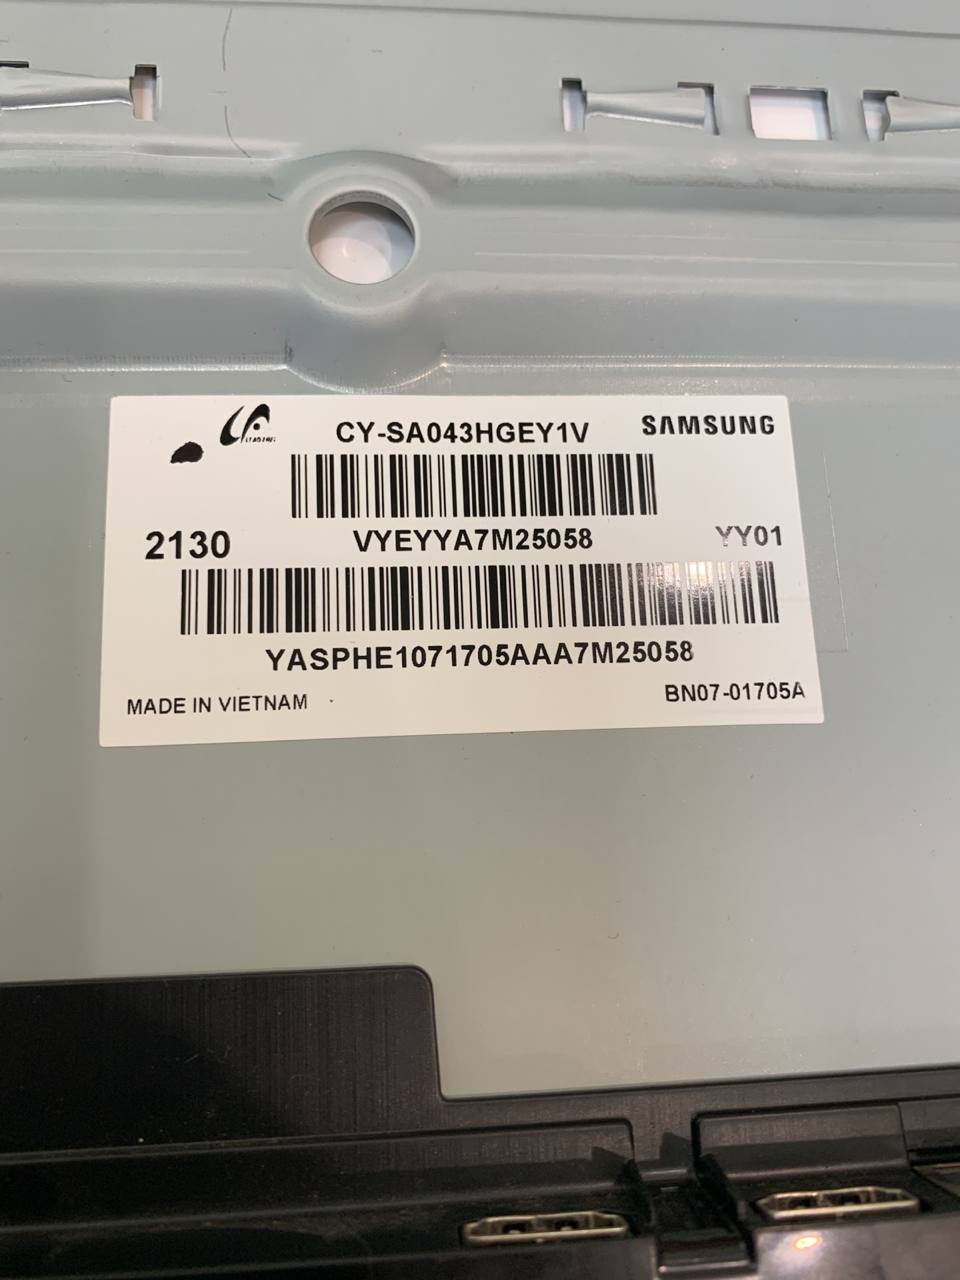 CY-SA043HGEY1V
SAMSUNG
2130
VYEYYA7M25058
YY01
YASPHE1071705AAA7M25058
MADE IN VIETNAM
BN07-01705A